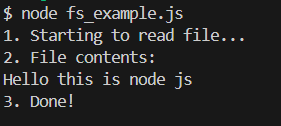 $ node fs_example.js
1. Starting to read file...
2. File contents:
Hello this is node js
3. Done!